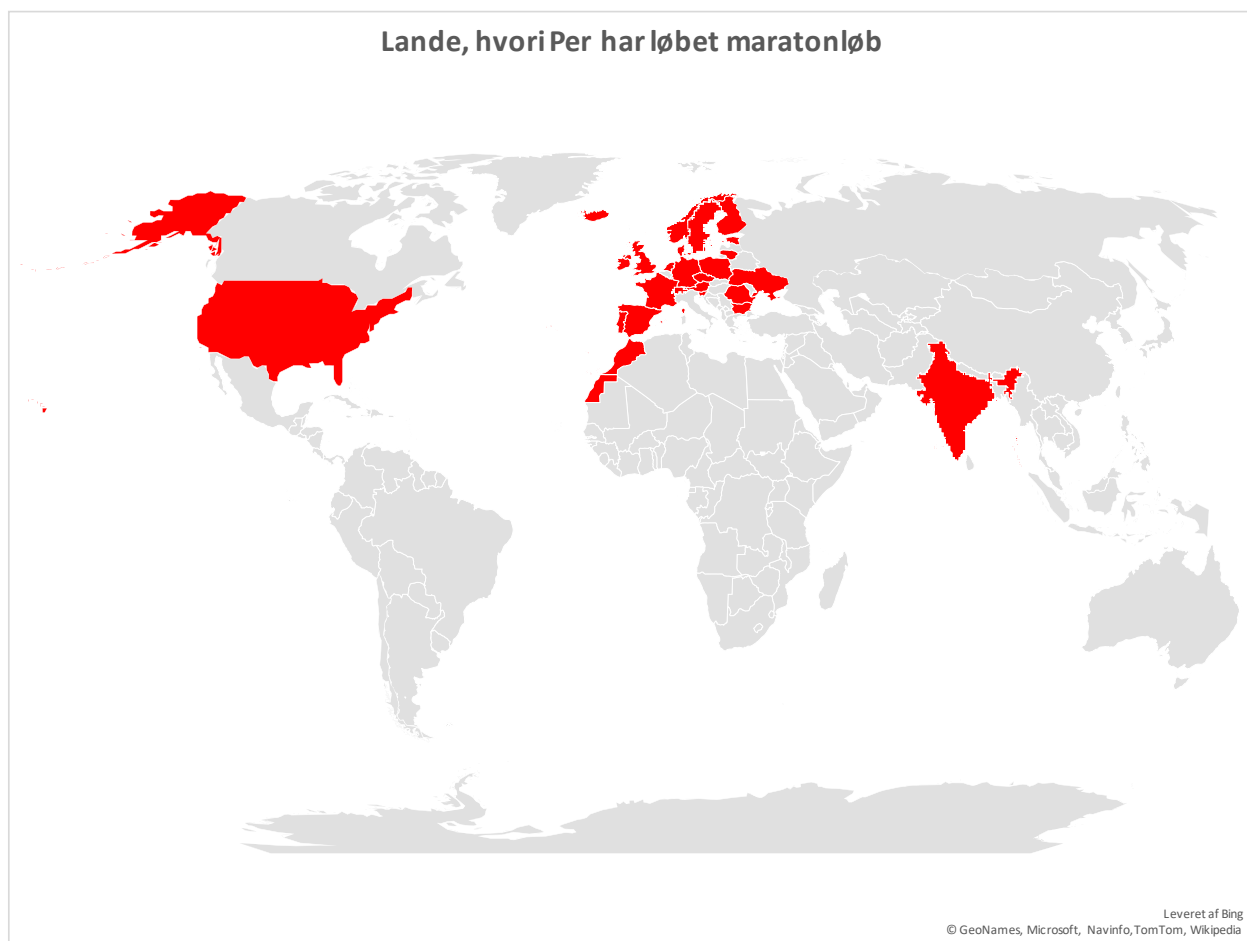 Lande, hvori Per har løbet maratonløb
Leveret af Bing
© GeoNames, Microsoft, Navinfo, TomTom, Wikipedia